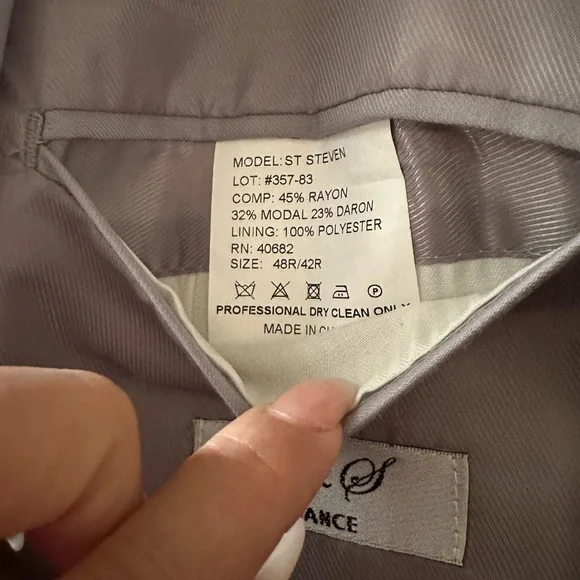 MODEL: ST STEVEN
LOT: #357-83
COMP: 45% RAYON
32% MODAL 23% DARON
LINING: 100% POLYESTER
RN: 40682
SIZE: 48R/42R
P
PROFESSIONAL DRY CLEAN ONLY
MADE IN
S